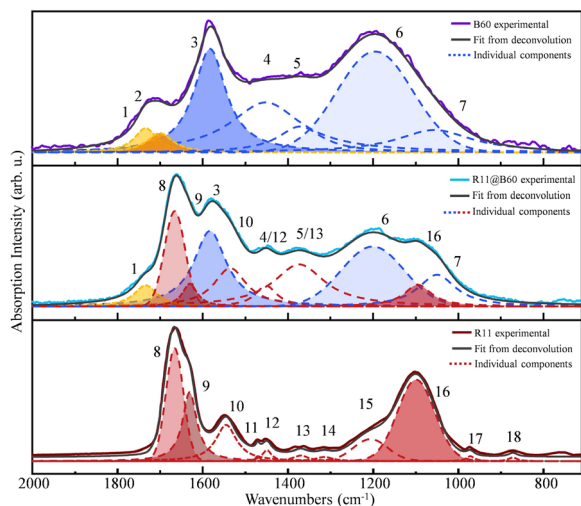 B60 experimental
Fit from deconvolution
Individual components
1 2 3 4 5 6 7
R11@B60 experimental
Fit from deconvolution
Individual components
1 8 9 3 10 4/12 5/13 6 16 7
R11 experimental
Fit from deconvolution
Individual components
8 9 10 11 12 13 14 15 16 17 18
Absorption Intensity (arb. u.)
2000 1800 1600 1400 1200 1000 800
Wavenumbers (cm⁻¹)